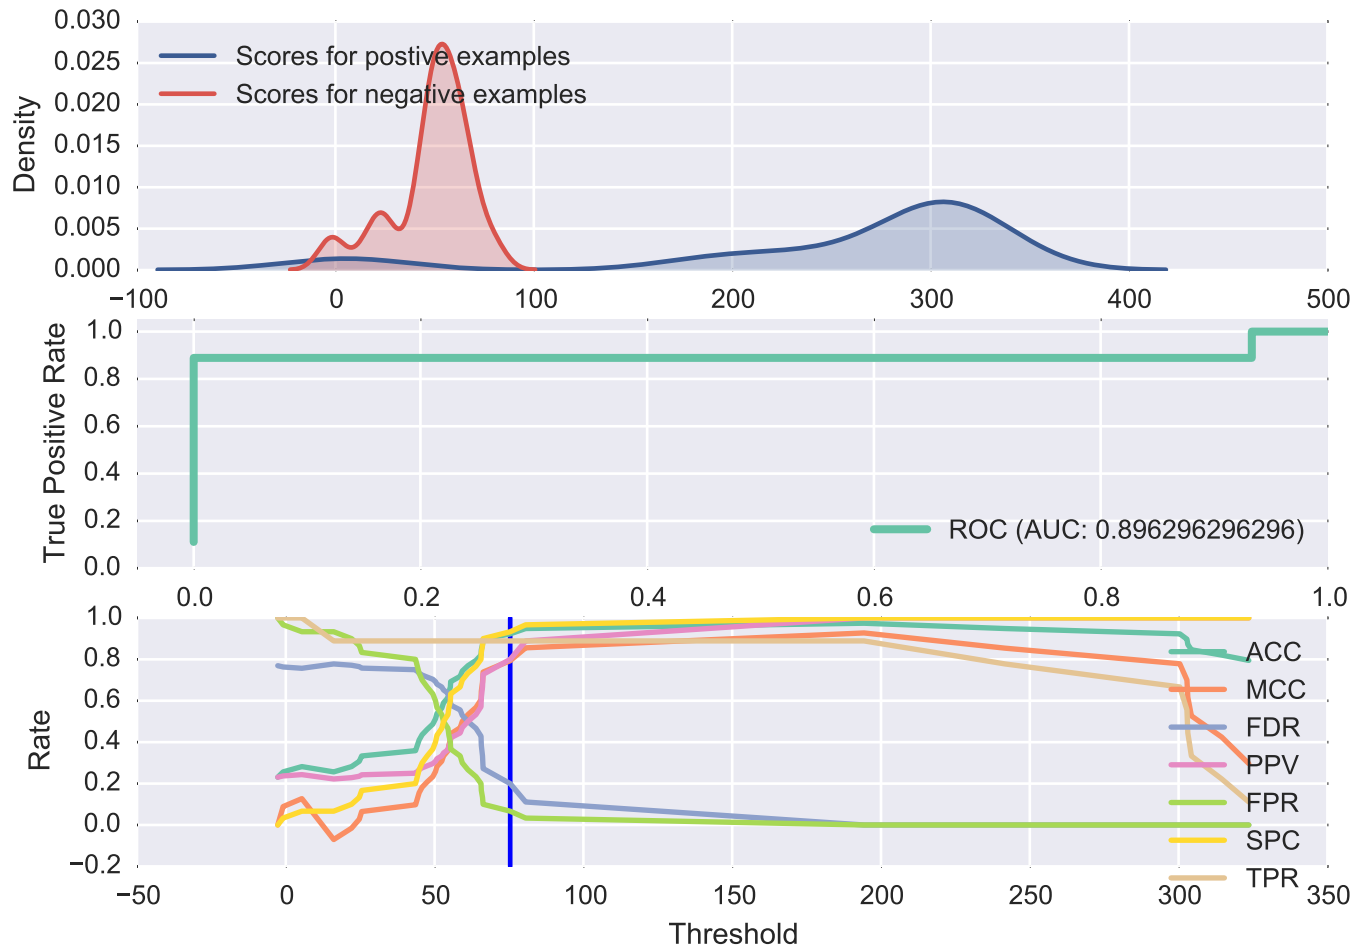 0.030
0.025
0.020
0.015
0.010
0.005
0.000
Density
Scores for postive examples
Scores for negative examples
−100 0 100 200 300 400 500
1.0
0.8
0.6
0.4
0.2
0.0
True Positive Rate
ROC (AUC: 0.896296296296)
0.0 0.2 0.4 0.6 0.8 1.0
1.0
0.8
0.6
0.4
0.2
0.0
−0.2
Rate
ACC
MCC
FDR
PPV
FPR
SPC
TPR
−50 0 50 100 150 200 250 300 350
Threshold